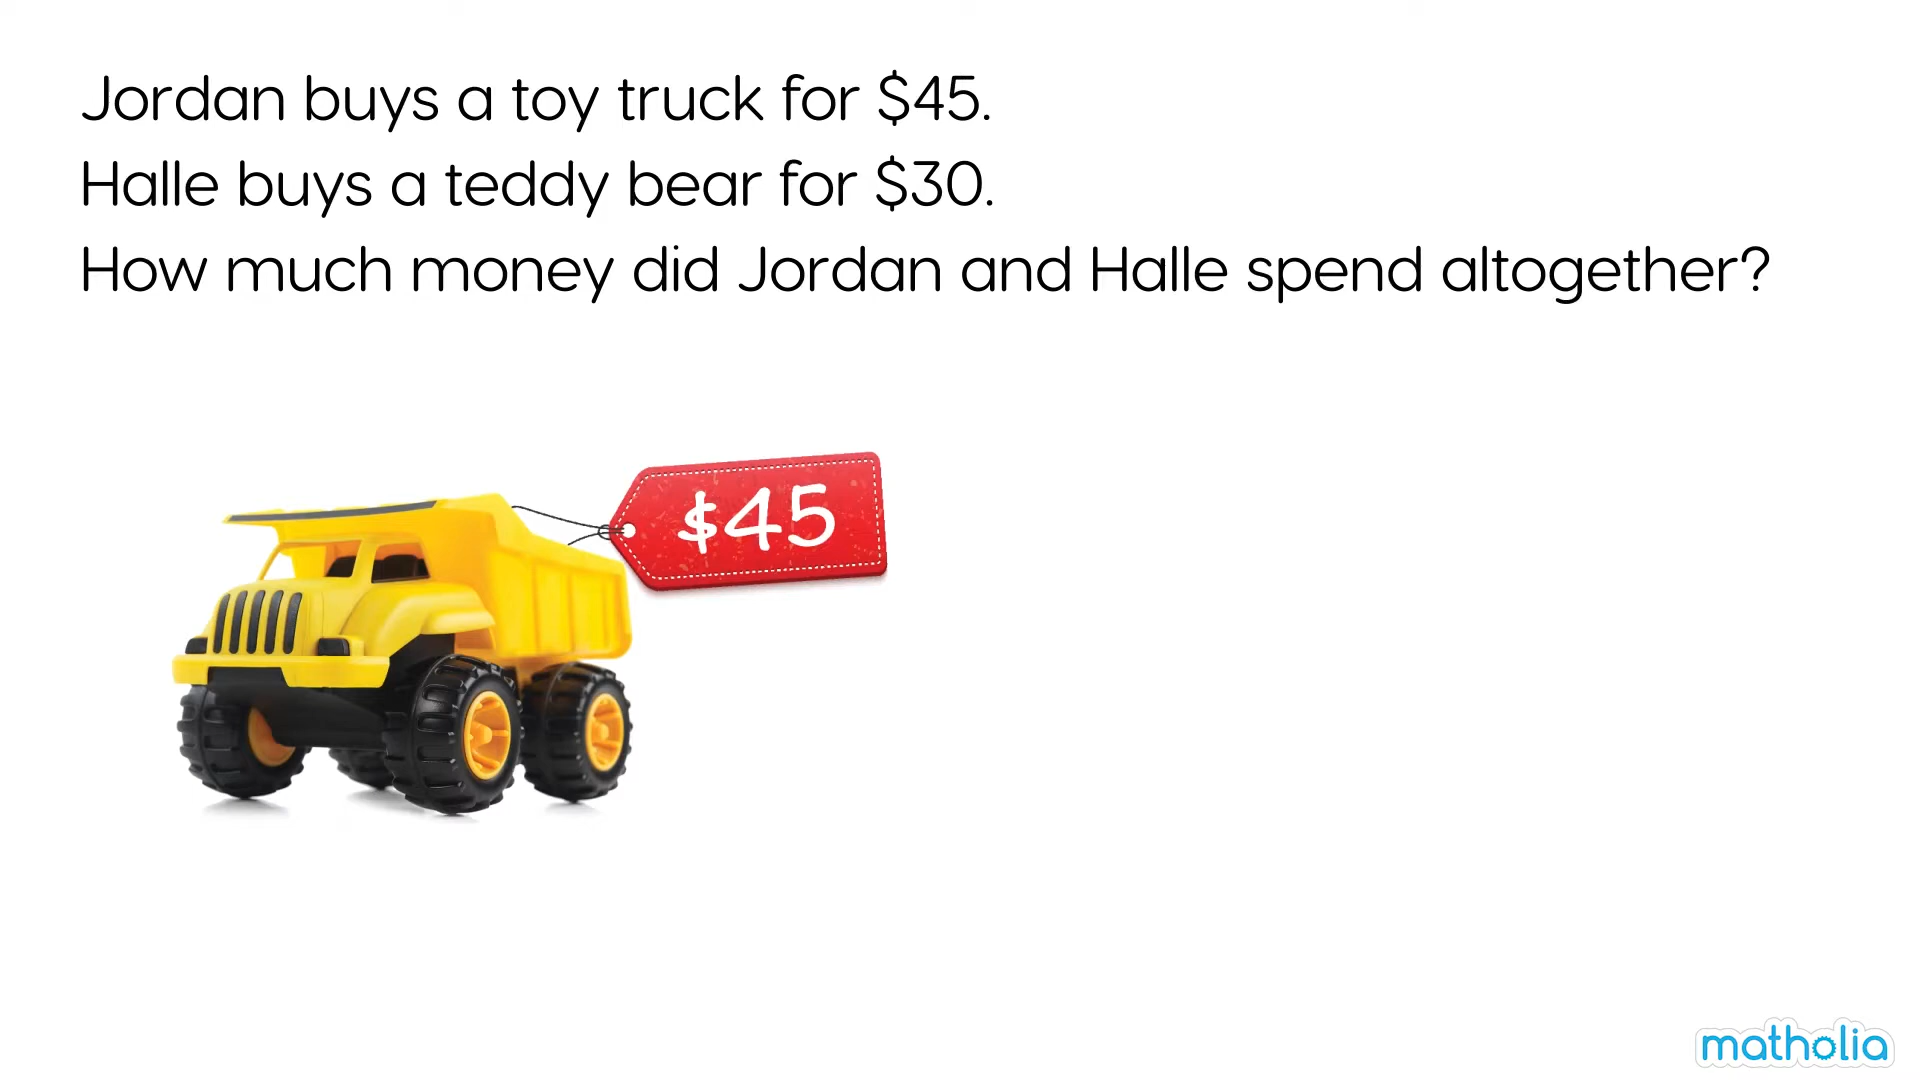 Jordan buys a toy truck for $45.
Halle buys a teddy bear for $30.
How much money did Jordan and Halle spend altogether?
$45
matholia